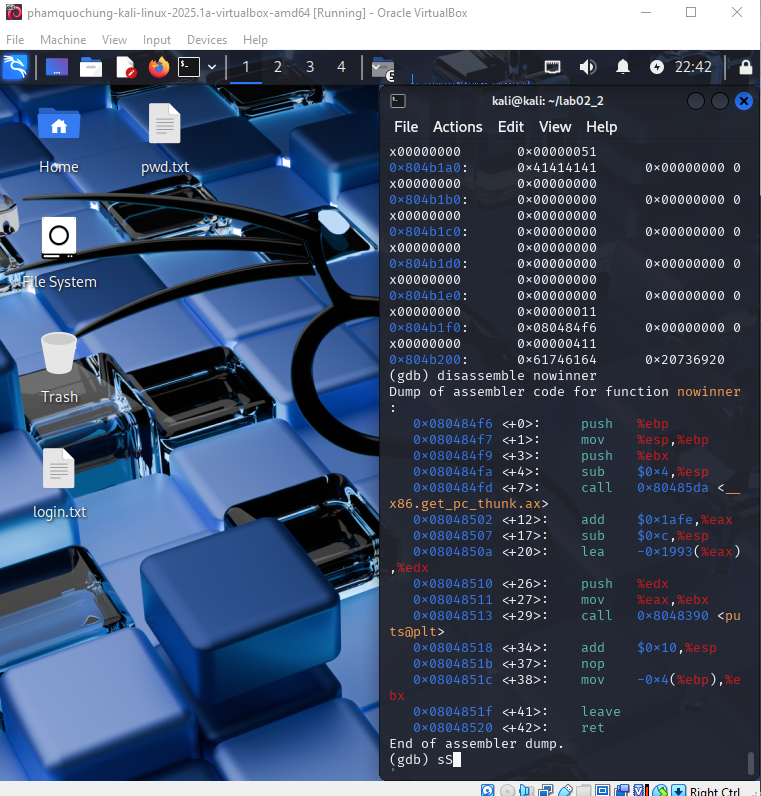 phamquochung-kali-linux-2025.1a-virtualbox-amd64 [Running] - Oracle VirtualBox
File Machine View Input Devices Help
1 2 3 4 5 22:42
kali@kali: ~/lab02_2
File Actions Edit View Help
Home
pwd.txt
File System
Trash
login.txt
x00000000 0×00000051
0×804b1a0: 0×41414141 0×00000000 0
x00000000 0×00000000
0×804b1b0: 0×00000000 0×00000000 0
x00000000 0×00000000
0×804b1c0: 0×00000000 0×00000000 0
x00000000 0×00000000
0×804b1d0: 0×00000000 0×00000000 0
x00000000 0×00000000
0×804b1e0: 0×00000000 0×00000000 0
x00000000 0×00000011
0×804b1f0: 0×080484f6 0×00000000 0
x00000000 0×00000411
0×804b200: 0×61746164 0×20736920
(gdb) disassemble nowinner
Dump of assembler code for function nowinner
:
0×080484f6 <+0>: push %ebp
0×080484f7 <+1>: mov %esp,%ebp
0×080484f9 <+3>: push %ebx
0×080484fa <+4>: sub $0×4,%esp
0×080484fd <+7>: call 0×80485da <__
x86.get_pc_thunk.ax>
0×08048502 <+12>: add $0×1afe,%eax
0×08048507 <+17>: sub $0×c,%esp
0×0804850a <+20>: lea -0×1993(%eax)
,%edx
0×08048510 <+26>: push %edx
0×08048511 <+27>: mov %eax,%ebx
0×08048513 <+29>: call 0×8048390 <pu
ts@plt>
0×08048518 <+34>: add $0×10,%esp
0×0804851b <+37>: nop
0×0804851c <+38>: mov -0×4(%ebp),%e
bx
0×0804851f <+41>: leave
0×08048520 <+42>: ret
End of assembler dump.
(gdb) sS
Right Ctrl